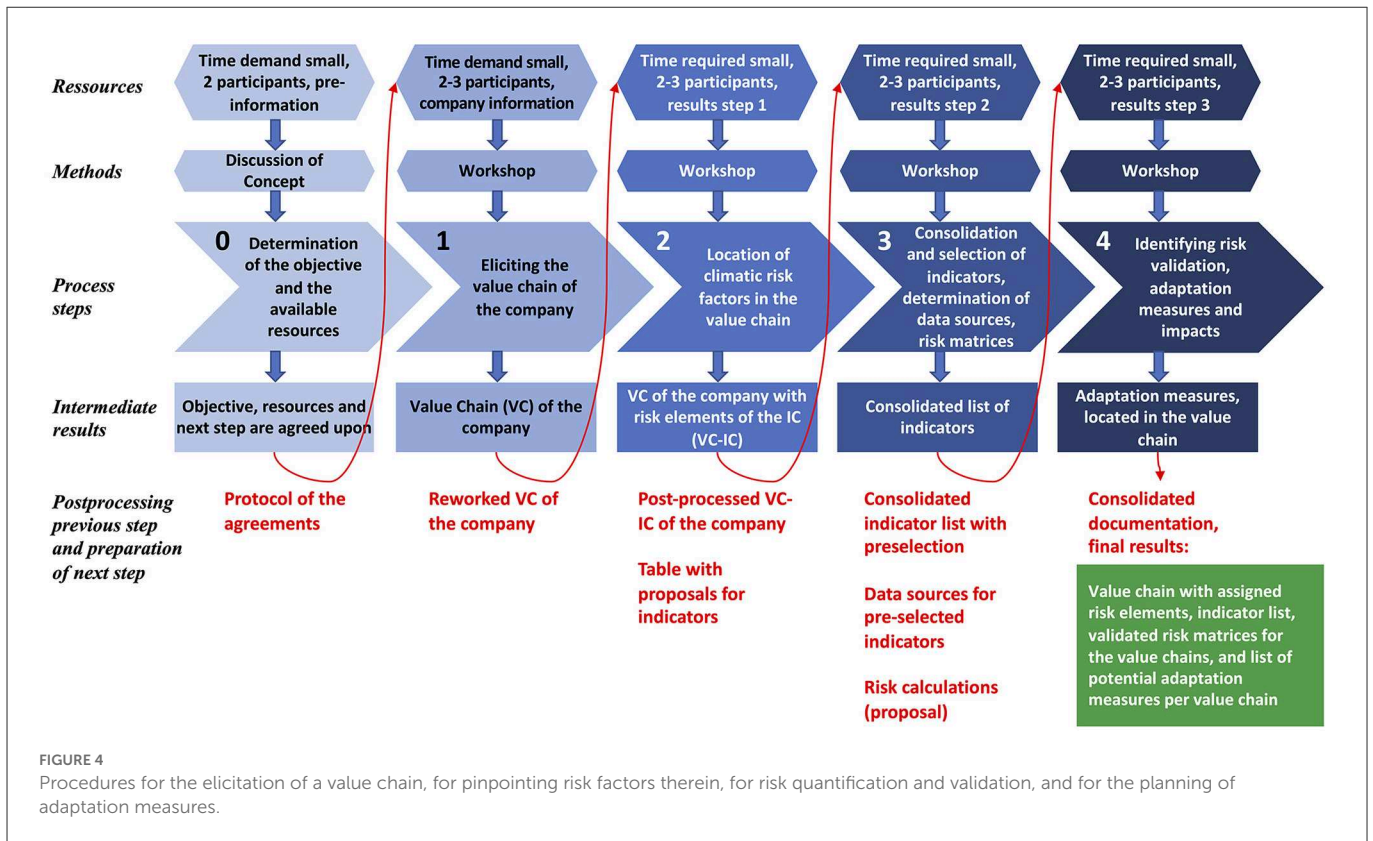 Ressources
Time demand small,
2 participants, pre-
information
Time demand small,
2-3 participants,
company information
Time required small,
2-3 participants,
results step 1
Time required small,
2-3 participants,
results step 2
Time required small,
2-3 participants,
results step 3
Methods
Discussion of
Concept
Workshop
Workshop
Workshop
Workshop
Process
steps
0
Determination
of the objective
and the
available
resources
1
Eliciting the
value chain of
the company
2
Location of
climatic risk
factors in the
value chain
3
Consolidation
and selection of
indicators,
determination of
data sources,
risk matrices
4
Identifying risk
validation,
adaptation
measures and
impacts
Intermediate
results
Objective, resources and
next step are agreed upon
Value Chain (VC) of the
company
VC of the company with
risk elements of the IC
(VC-IC)
Consolidated list of
indicators
Adaptation measures,
located in the value
chain
Postprocessing
previous step
and preparation
of next step
Protocol of the
agreements
Reworked VC of
the company
Post-processed VC-
IC of the company
Table with
proposals for
indicators
Consolidated
indicator list with
preselection
Data sources for
pre-selected
indicators
Risk calculations
(proposal)
Consolidated
documentation,
final results:
Value chain with assigned
risk elements, indicator list,
validated risk matrices for
the value chains, and list of
potential adaptation
measures per value chain
FIGURE 4
Procedures for the elicitation of a value chain, for pinpointing risk factors therein, for risk quantification and validation, and for the planning of
adaptation measures.